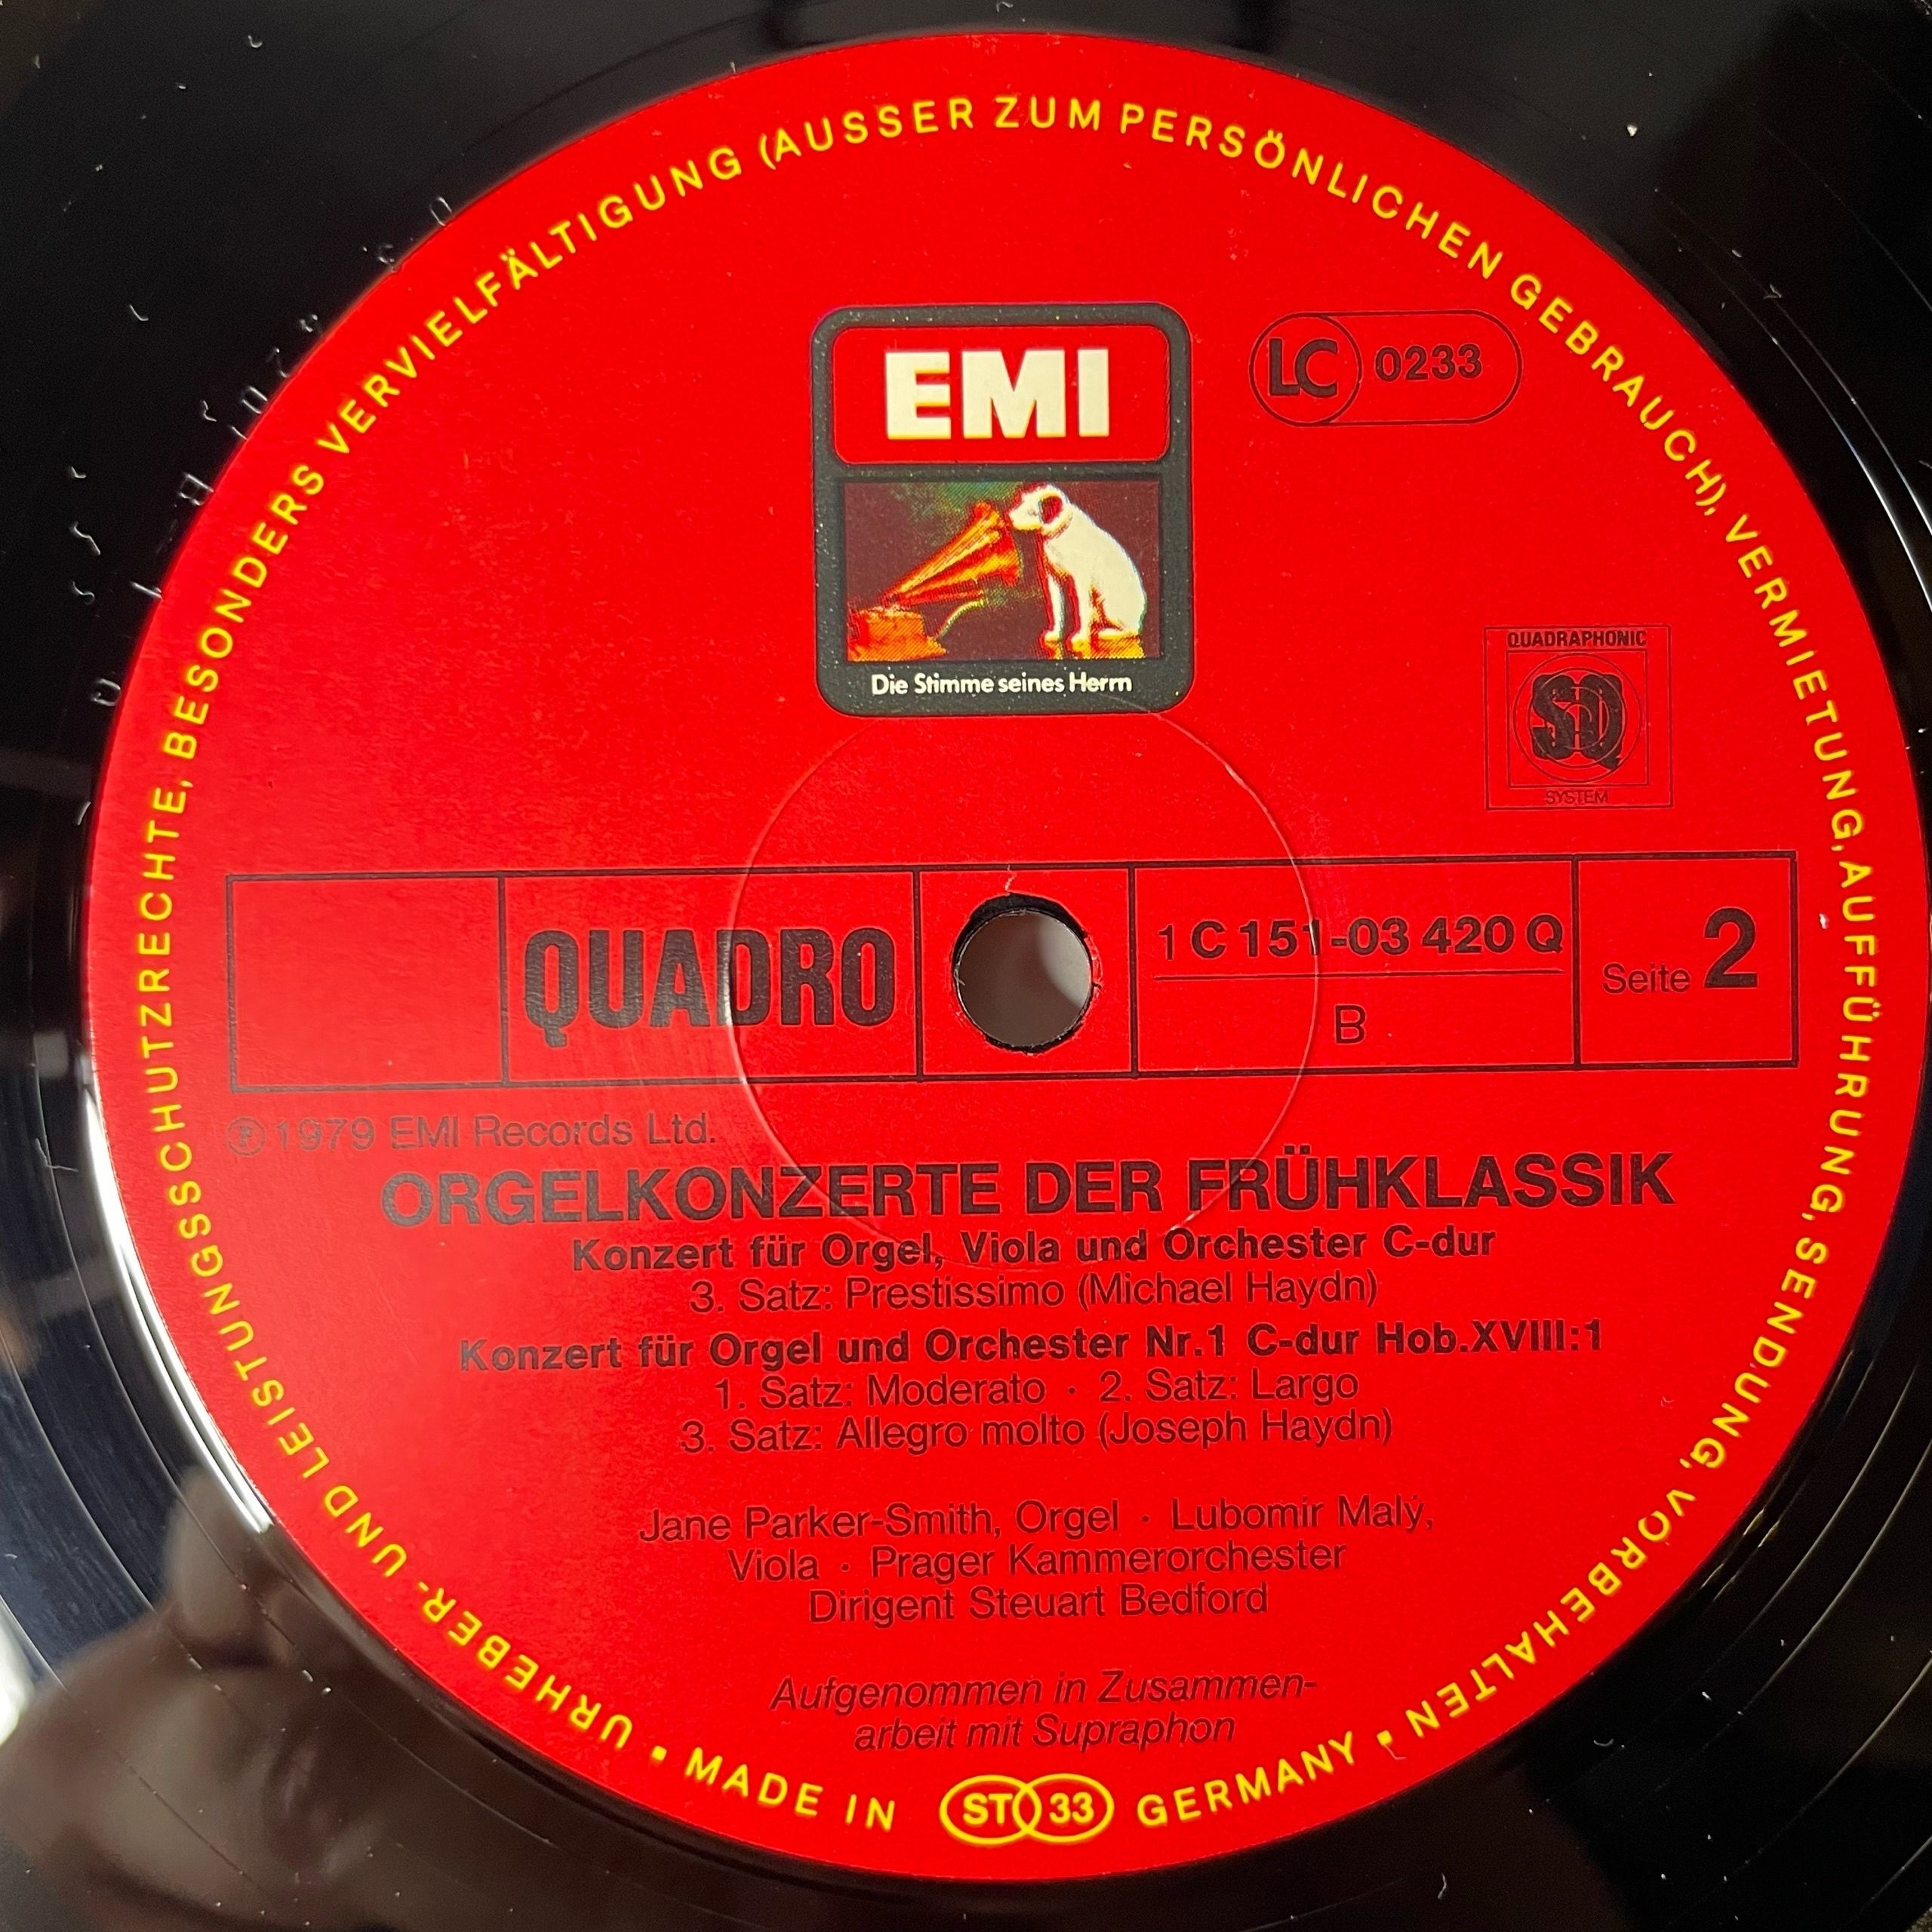 URHEBER- UND LEISTUNGSSCHUTZRECHTE, BESONDERS VERVIELFÄLTIGUNG (AUSSER ZUM PERSÖNLICHEN GEBRAUCH), VERMIETUNG, AUFFÜHRUNG, SENDUNG, VORBEHALTEN
EMI
Die Stimme seines Herrn
LC 0233
QUADRAPHONIC
SQ
SYSTEM
QUADRO
1 C 151-03 420 Q
B
Seite 2
Ⓟ 1979 EMI Records Ltd.
ORGELKONZERTE DER FRÜHKLASSIK
Konzert für Orgel, Viola und Orchester C-dur
3. Satz: Prestissimo (Michael Haydn)
Konzert für Orgel und Orchester Nr.1 C-dur Hob.XVIII:1
1. Satz: Moderato · 2. Satz: Largo
3. Satz: Allegro molto (Joseph Haydn)
Jane Parker-Smith, Orgel · Lubomir Malý,
Viola · Prager Kammerorchester
Dirigent Steuart Bedford
Aufgenommen in Zusammen-
arbeit mit Supraphon
MADE IN ST 33 GERMANY